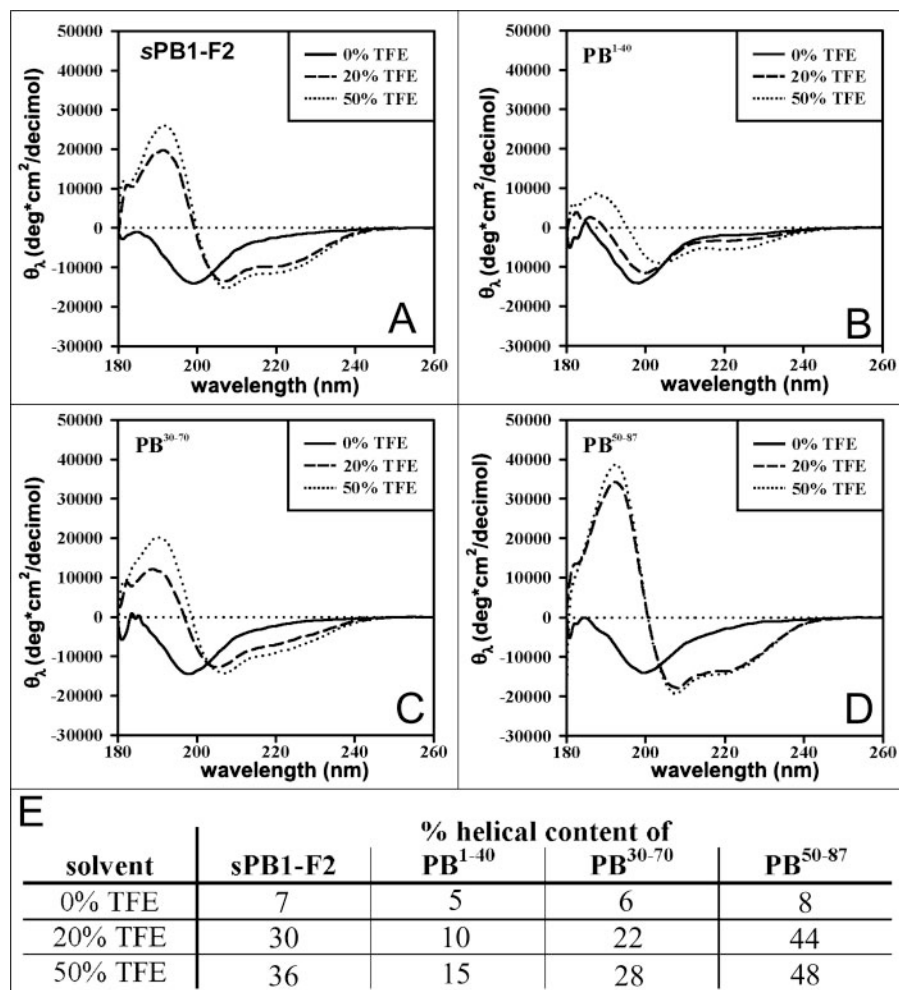 sPB1-F2
0% TFE
20% TFE
50% TFE
50000
40000
30000
20000
10000
0
-10000
-20000
-30000
θλ (deg*cm²/decimol)
180 200 220 240 260
wavelength (nm)
A
PB¹⁻⁴⁰
0% TFE
20% TFE
50% TFE
50000
40000
30000
20000
10000
0
-10000
-20000
-30000
θλ (deg*cm²/decimol)
180 200 220 240 260
wavelength (nm)
B
PB³⁰⁻⁷⁰
0% TFE
20% TFE
50% TFE
50000
40000
30000
20000
10000
0
-10000
-20000
-30000
θλ (deg*cm²/decimol)
180 200 220 240 260
wavelength (nm)
C
PB⁵⁰⁻⁸⁷
0% TFE
20% TFE
50% TFE
50000
40000
30000
20000
10000
0
-10000
-20000
-30000
θλ (deg*cm²/decimol)
180 200 220 240 260
wavelength (nm)
D
E
% helical content of
solvent sPB1-F2 PB¹⁻⁴⁰ PB³⁰⁻⁷⁰ PB⁵⁰⁻⁸⁷
0% TFE 7 5 6 8
20% TFE 30 10 22 44
50% TFE 36 15 28 48